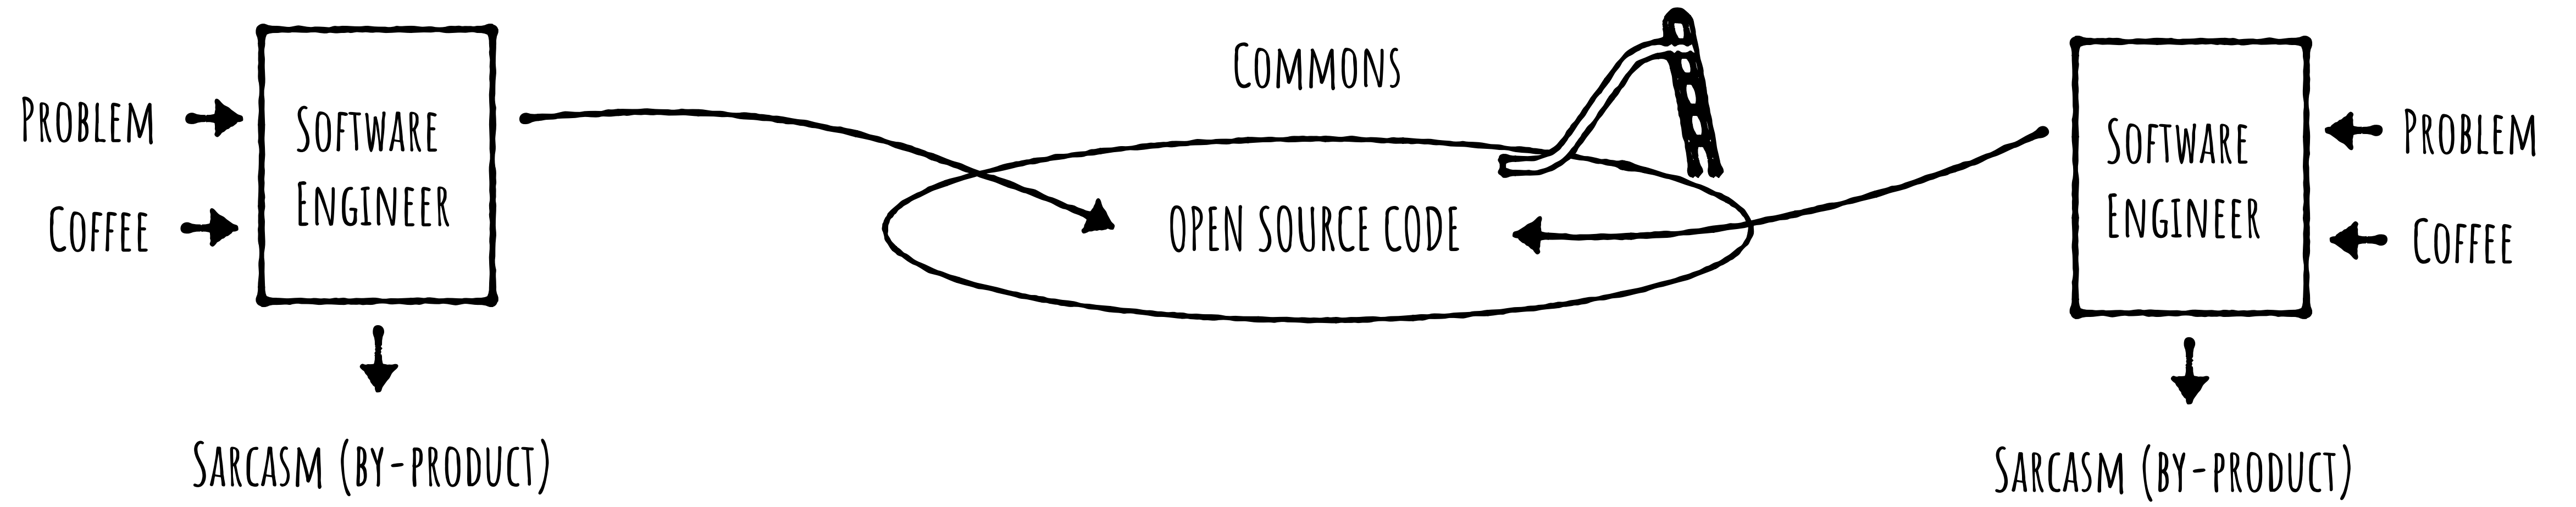 Problem
Coffee
Software
Engineer
Sarcasm (by-product)
Commons
open source code
Software
Engineer
Problem
Coffee
Sarcasm (by-product)